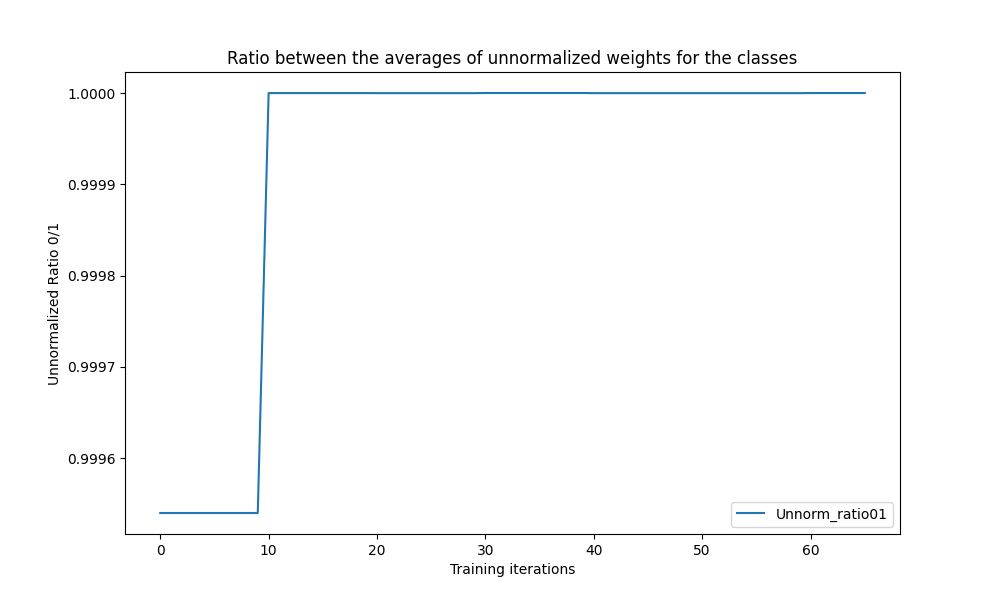 Ratio between the averages of unnormalized weights for the classes
1.0000
0.9999
0.9998
0.9997
0.9996
Unnormalized Ratio 0/1
Unnorm_ratio01
0 10 20 30 40 50 60
Training iterations